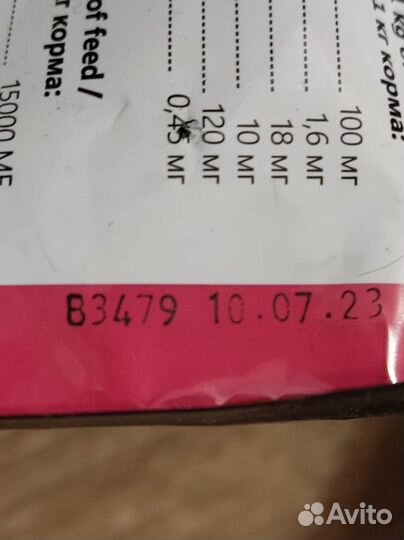 1 кг корма:
100 мг
1,6 мг
18 мг
10 мг
120 мг
0,45 мг
of feed /
кг корма:
15000 МЕ
B3479 10.07.23
Avito